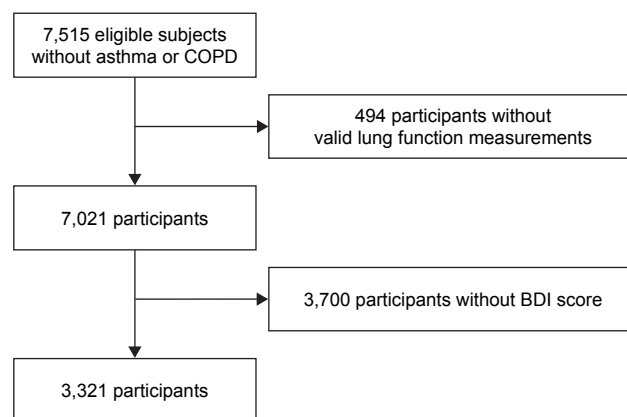 7,515 eligible subjects
without asthma or COPD
494 participants without
valid lung function measurements
7,021 participants
3,700 participants without BDI score
3,321 participants